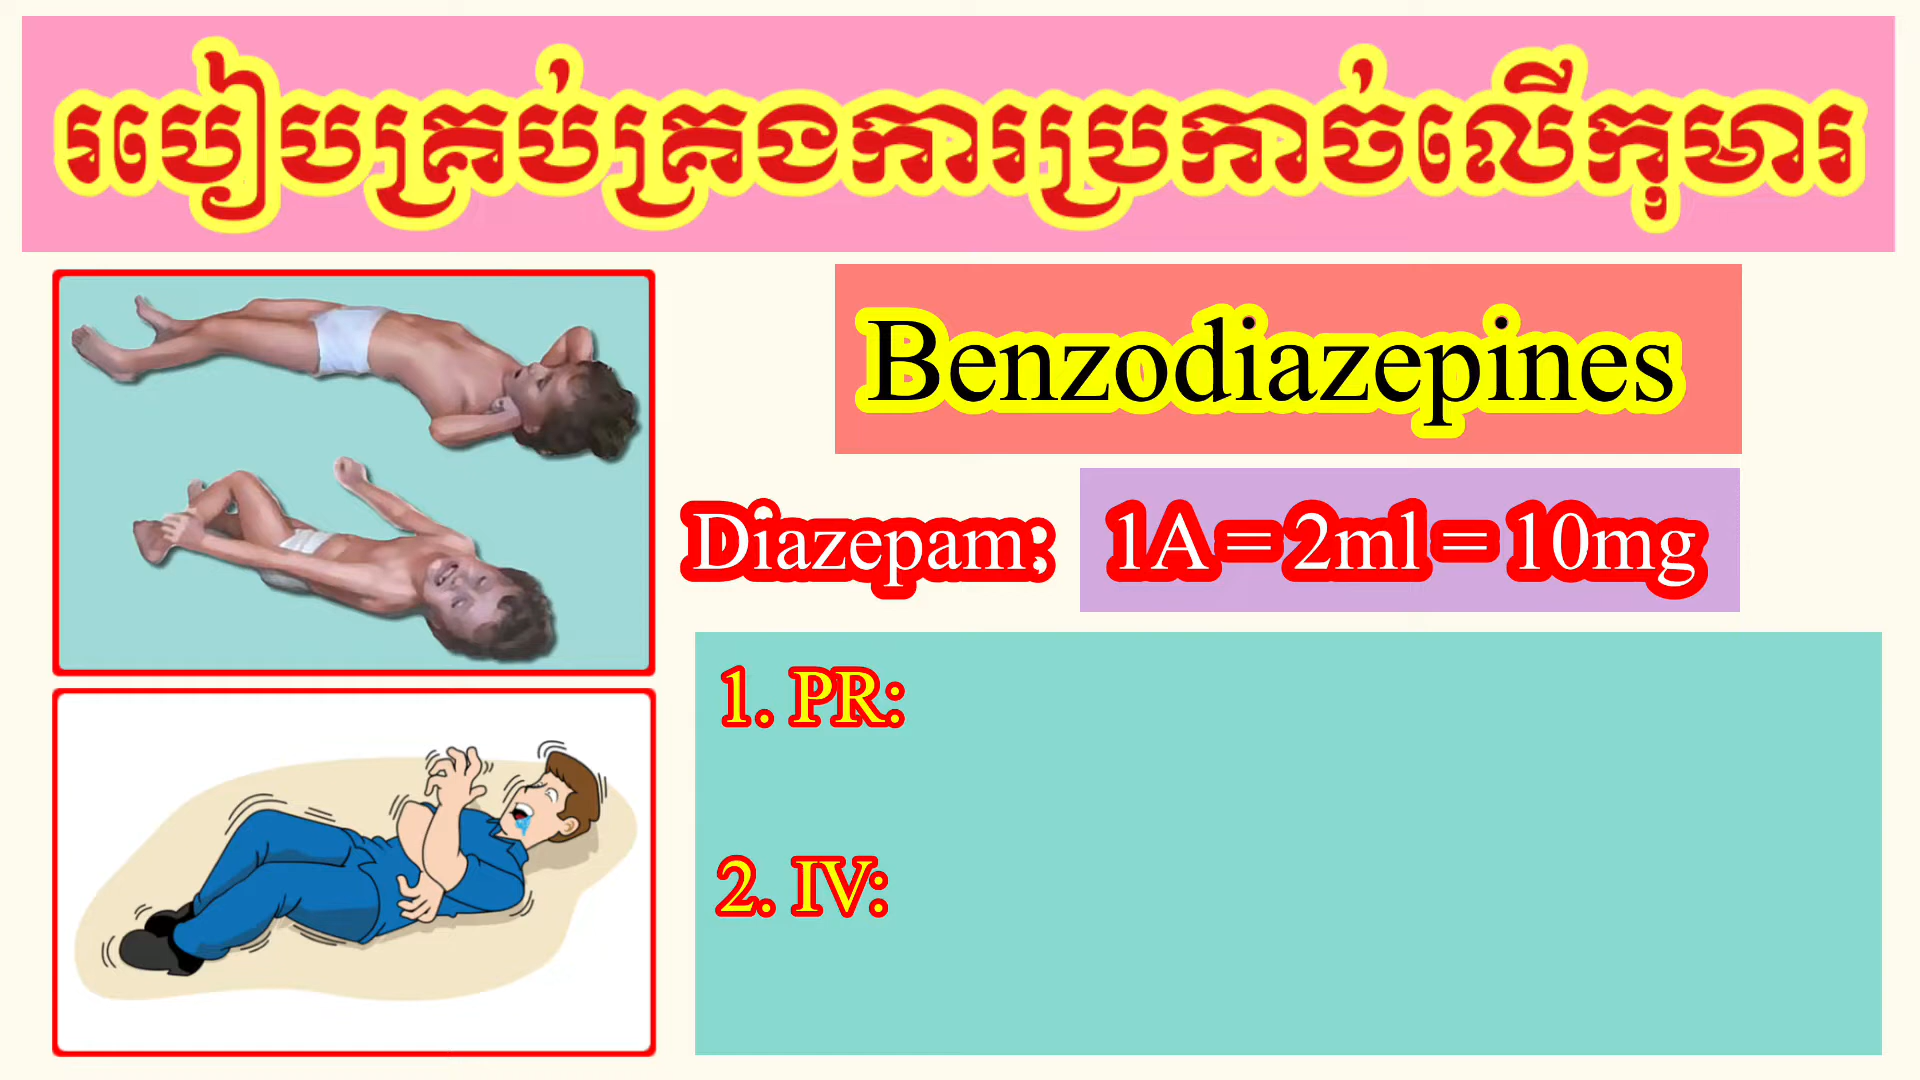 របៀបគ្រប់គ្រងការប្រកាច់លើកុមារ
Benzodiazepines
Diazepam; 1A = 2ml = 10mg
1. PR:
2. IV: